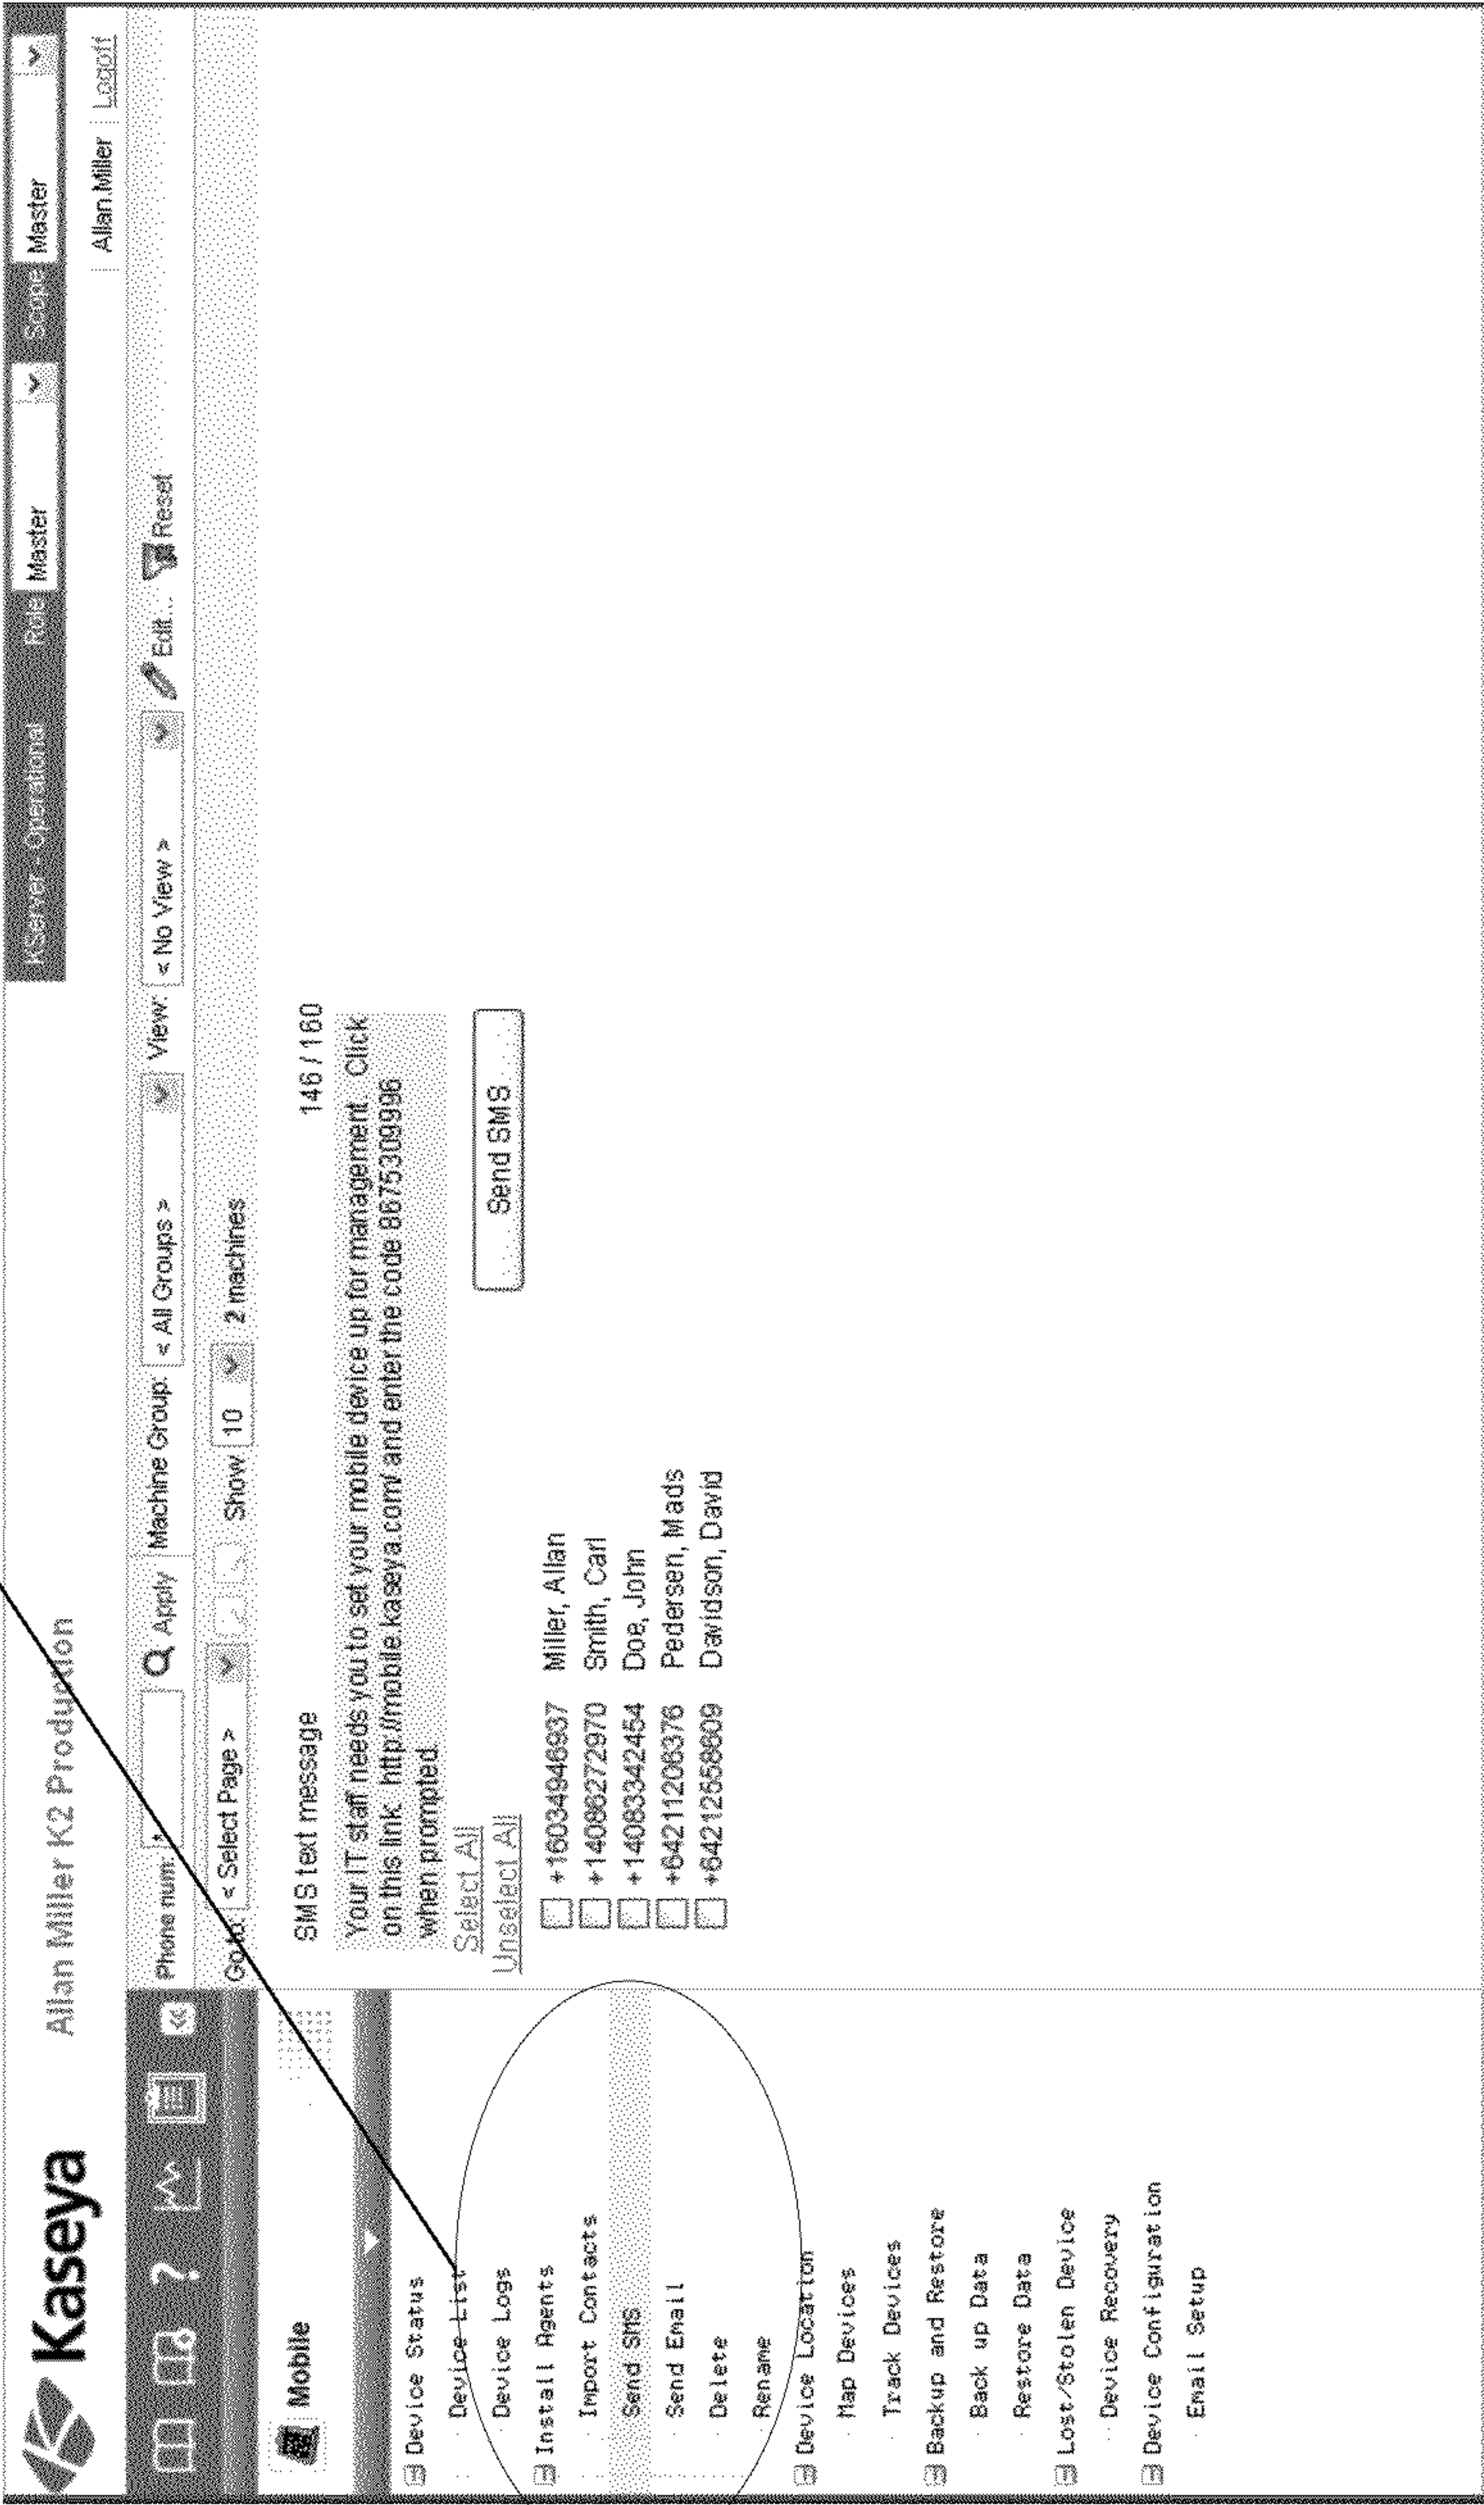 KServer - Operational Role Master Scope Master
Kaseya Allan Miller K2 Production
Allan.Miller Logoff
Phone num: * Apply Machine Group: < All Groups > View: < No View > Edit... Reset
Go to: < Select Page > Show 10 2 machines
Mobile
Device Status
Device List
Device Logs
Install Agents
Import Contacts
Send SMS
Send Email
Delete
Rename
Device Location
Map Devices
Track Devices
Backup and Restore
Back up Data
Restore Data
Lost/Stolen Device
Device Recovery
Device Configuration
Email Setup
SMS text message 146 / 160
Your IT staff needs you to set your mobile device up for management. Click
on this link http://mobile.kaseya.com/ and enter the code 8675309996
when prompted.
Select All
Unselect All
Send SMS
+16034946937 Miller, Allan
+14086272970 Smith, Carl
+14083342454 Doe, John
+64211206376 Pedersen, Mads
+64212658609 Davidson, David